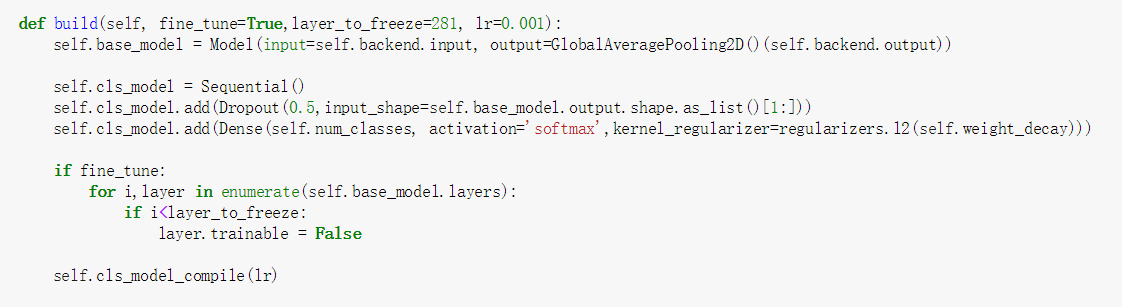 def build(self, fine_tune=True,layer_to_freeze=281, lr=0.001):
    self.base_model = Model(input=self.backend.input, output=GlobalAveragePooling2D()(self.backend.output))
    self.cls_model = Sequential()
    self.cls_model.add(Dropout(0.5,input_shape=self.base_model.output.shape.as_list()[1:]))
    self.cls_model.add(Dense(self.num_classes, activation='softmax',kernel_regularizer=regularizers.l2(self.weight_decay)))
    if fine_tune:
        for i,layer in enumerate(self.base_model.layers):
            if i<layer_to_freeze:
                layer.trainable = False
    self.cls_model_compile(lr)